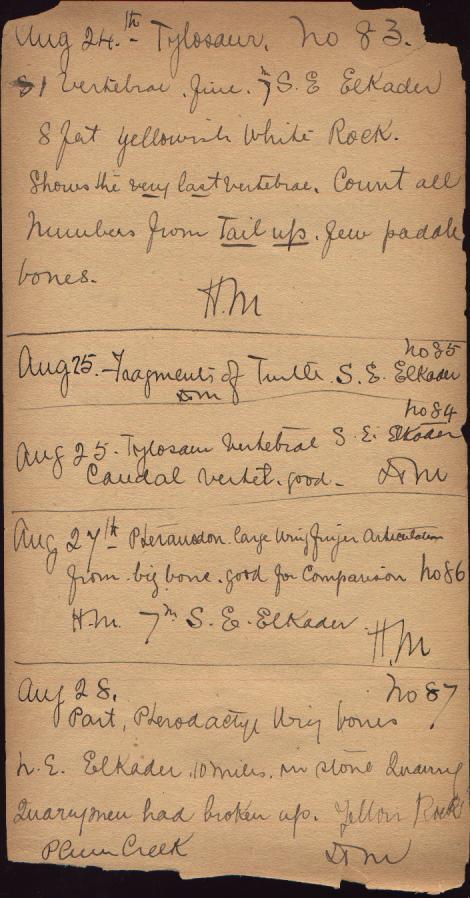 Aug 24.th Tylosaur. No 83.
81 Vertebrae. fine. 7m S. E Elkader
8 feet yellowish White Rock.
Shows the very last vertebrae. Count all
Numbers from Tail up. few paddle
bones.
H.M
No 85
Aug 25. Fragments of Turtle. S. E. Elkader
DM
No 84
Aug 25. Tylosaur Vertebrae S. E. Elkader
Caudal vertet. good. DM
Aug 27th Pteranodon. large Wing finger Articulation
from big bone. good for Comparison No 86
H.M. 7m S. E. Elkader.
H.M
Aug 28. No 87
Part, Pterodactyl Wing bones
N.E. Elkader. 10 miles. in stone Quarry
Quarymen had broken up. Yellow Rock
Plum Creek DM